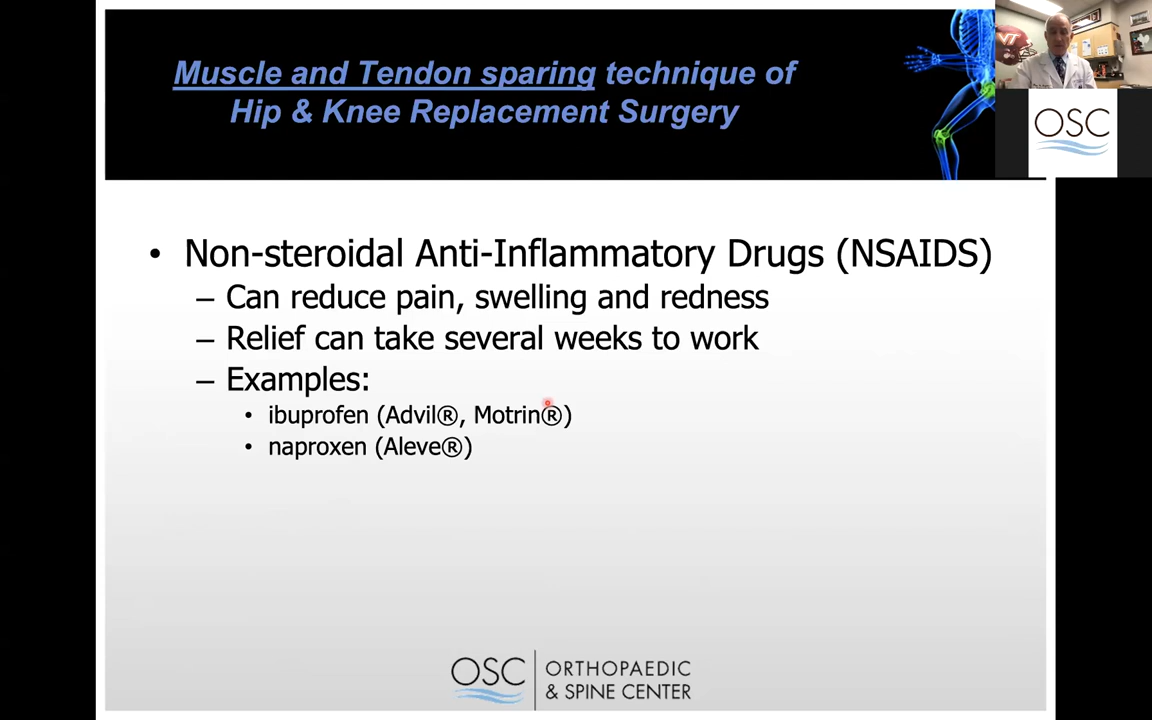 Muscle and Tendon sparing technique of
Hip & Knee Replacement Surgery
VT
OSC
• Non-steroidal Anti-Inflammatory Drugs (NSAIDS)
– Can reduce pain, swelling and redness
– Relief can take several weeks to work
– Examples:
• ibuprofen (Advil®, Motrin®)
• naproxen (Aleve®)
OSC
ORTHOPAEDIC
& SPINE CENTER